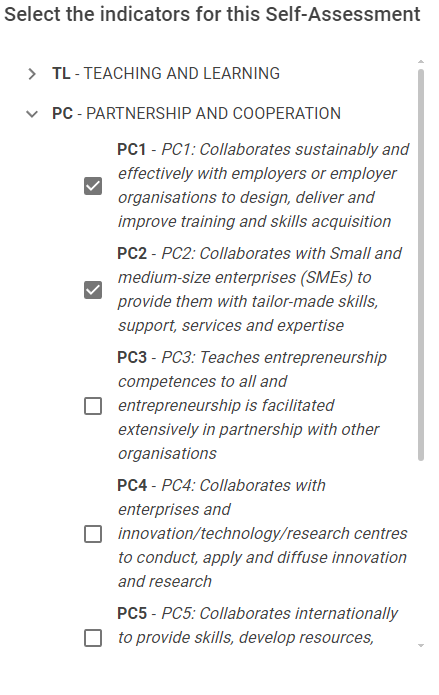 Select the indicators for this Self-Assessment
TL - TEACHING AND LEARNING
PC - PARTNERSHIP AND COOPERATION
PC1 - PC1: Collaborates sustainably and
effectively with employers or employer
organisations to design, deliver and
improve training and skills acquisition
PC2 - PC2: Collaborates with Small and
medium-size enterprises (SMEs) to
provide them with tailor-made skills,
support, services and expertise
PC3 - PC3: Teaches entrepreneurship
competences to all and
entrepreneurship is facilitated
extensively in partnership with other
organisations
PC4 - PC4: Collaborates with
enterprises and
innovation/technology/research centres
to conduct, apply and diffuse innovation
and research
PC5 - PC5: Collaborates internationally
to provide skills, develop resources,